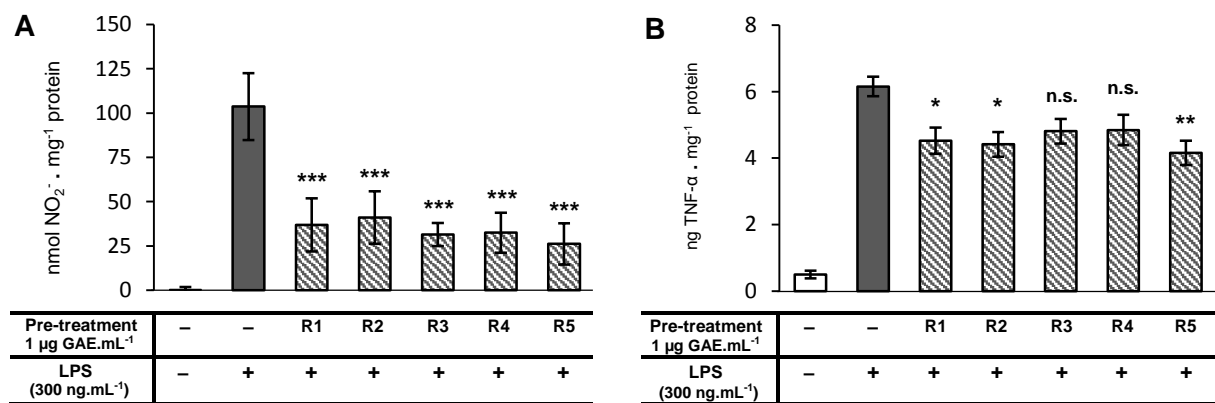 A
nmol NO₂⁻ . mg⁻¹ protein
150
125
100
75
50
25
0
*** *** *** *** ***
Pre-treatment – – R1 R2 R3 R4 R5
1 µg GAE.mL⁻¹
LPS – + + + + + +
(300 ng.mL⁻¹)
B
ng TNF-α . mg⁻¹ protein
8
6
4
2
0
* * n.s. n.s. **
Pre-treatment – – R1 R2 R3 R4 R5
1 µg GAE.mL⁻¹
LPS – + + + + + +
(300 ng.mL⁻¹)